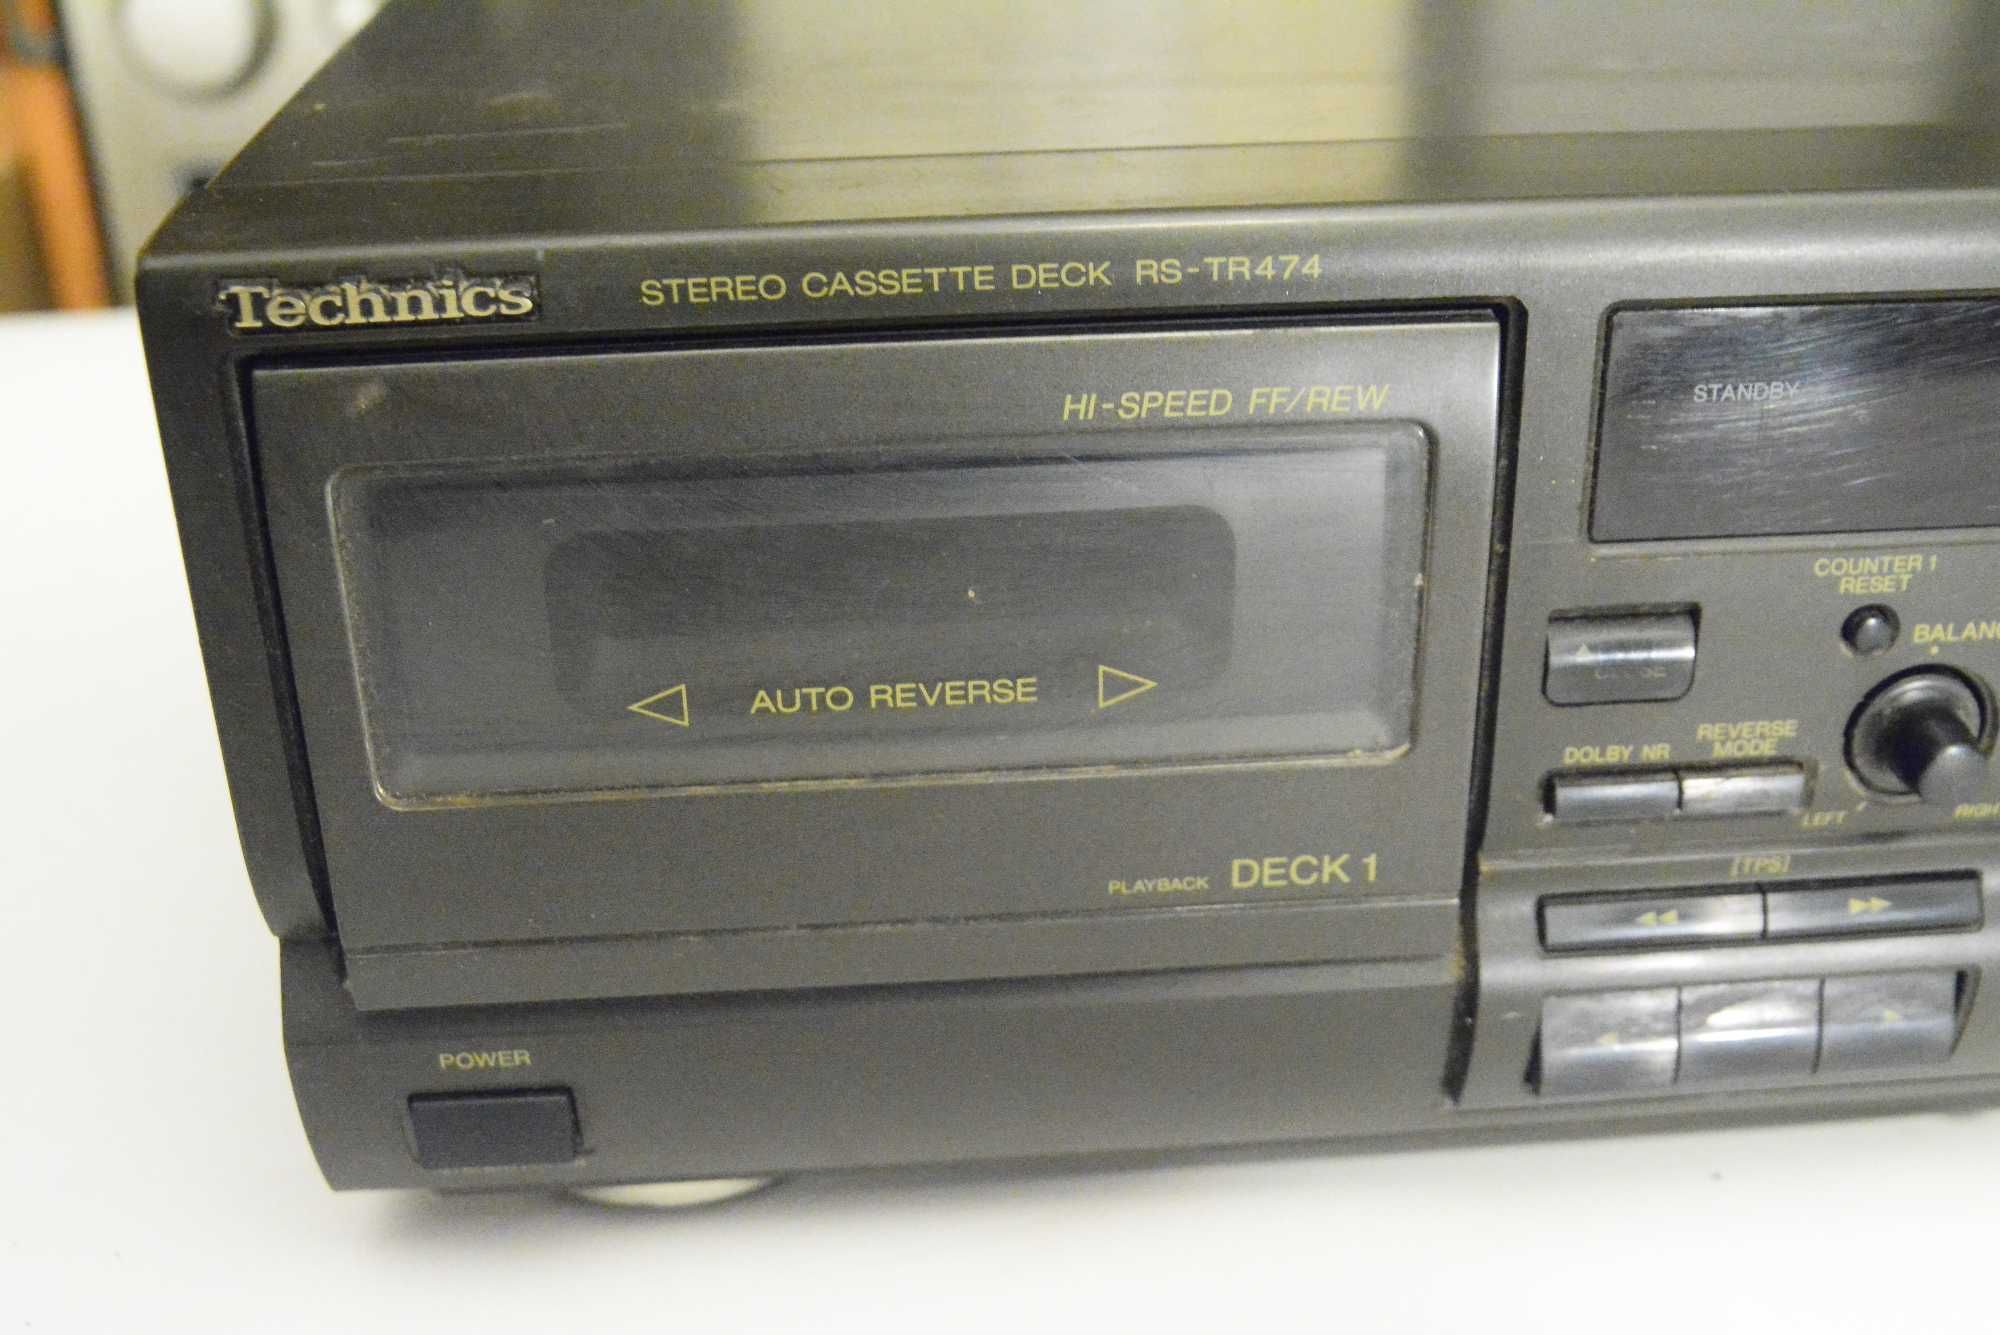 Technics
STEREO CASSETTE DECK RS-TR474
HI-SPEED FF/REW
STANDBY
AUTO REVERSE
PLAYBACK DECK 1
POWER
COUNTER 1
RESET
DOLBY NR
REVERSE
MODE
LEFT
[TPS]